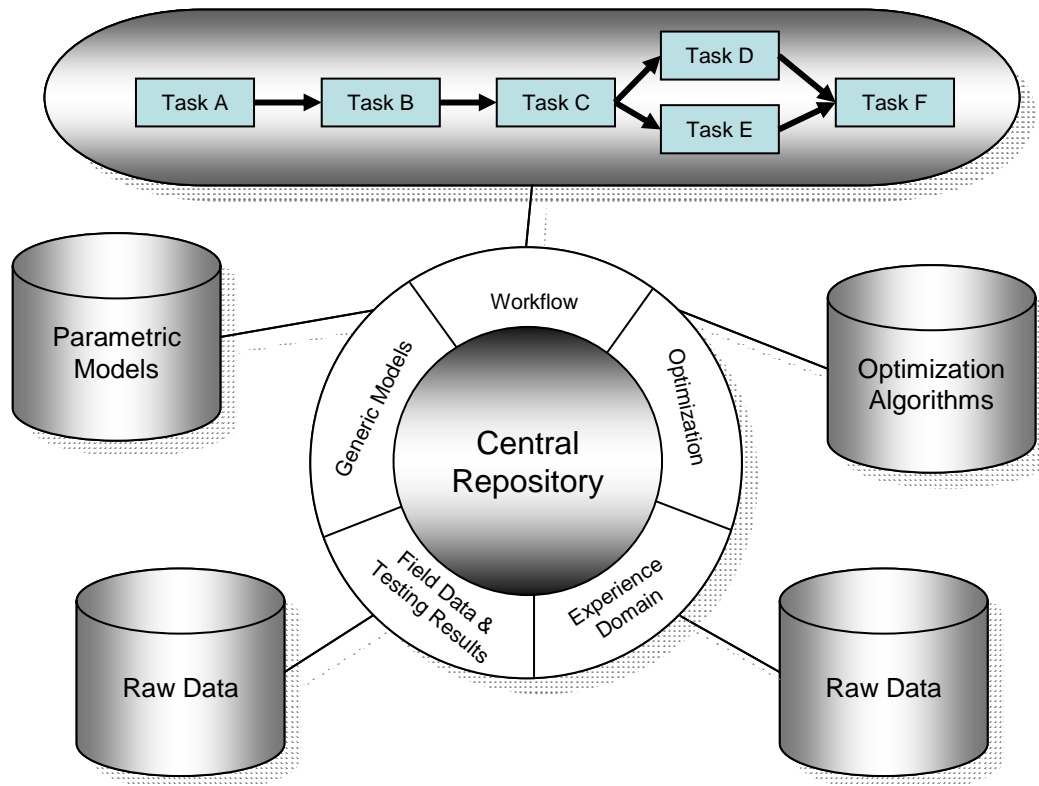 Task A
Task B
Task C
Task D
Task E
Task F
Workflow
Parametric
Models
Generic Models
Optimization
Optimization
Algorithms
Central
Repository
Field Data &
Testing Results
Experience
Domain
Raw Data
Raw Data